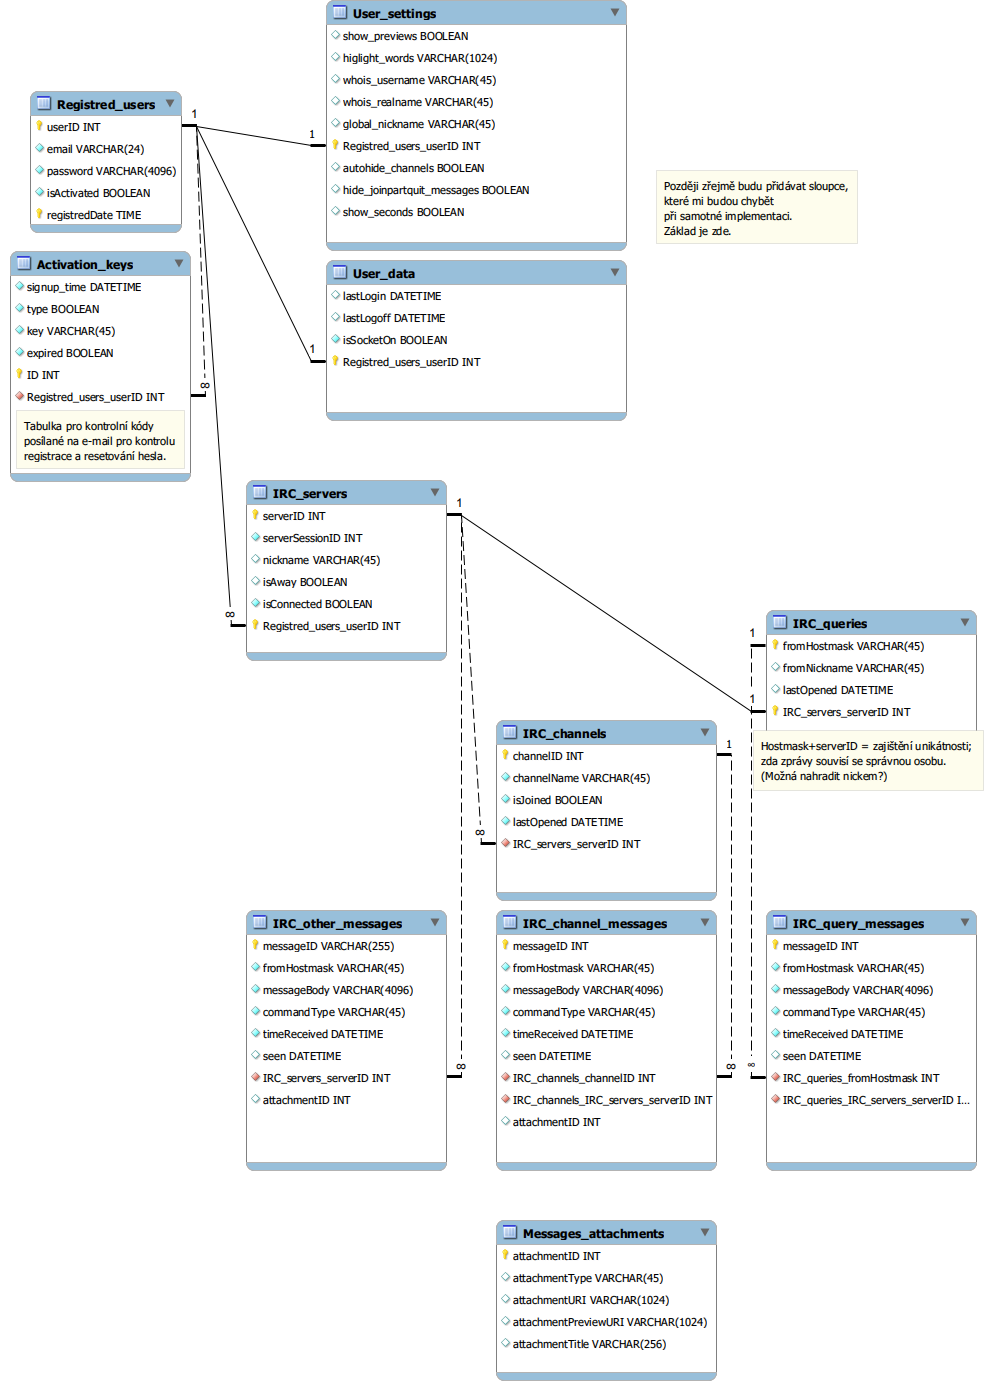 User_settings
show_previews BOOLEAN
higlight_words VARCHAR(1024)
whois_username VARCHAR(45)
whois_realname VARCHAR(45)
global_nickname VARCHAR(45)
Registred_users_userID INT
autohide_channels BOOLEAN
hide_joinpartquit_messages BOOLEAN
show_seconds BOOLEAN
Registred_users
userID INT
email VARCHAR(24)
password VARCHAR(4096)
isActivated BOOLEAN
registredDate TIME
1
1
Později zřejmě budu přidávat sloupce,
které mi budou chybět
při samotné implementaci.
Základ je zde.
Activation_keys
signup_time DATETIME
type BOOLEAN
key VARCHAR(45)
expired BOOLEAN
ID INT
Registred_users_userID INT
Tabulka pro kontrolní kódy
posílané na e-mail pro kontrolu
registrace a resetování hesla.
∞
User_data
lastLogin DATETIME
lastLogoff DATETIME
isSocketOn BOOLEAN
Registred_users_userID INT
1
IRC_servers
serverID INT
serverSessionID INT
nickname VARCHAR(45)
isAway BOOLEAN
isConnected BOOLEAN
Registred_users_userID INT
1
∞
IRC_queries
fromHostmask VARCHAR(45)
fromNickname VARCHAR(45)
lastOpened DATETIME
IRC_servers_serverID INT
1
1
Hostmask+serverID = zajištění unikátnosti;
zda zprávy souvisí se správnou osobu.
(Možná nahradit nickem?)
IRC_channels
channelID INT
channelName VARCHAR(45)
isJoined BOOLEAN
lastOpened DATETIME
IRC_servers_serverID INT
1
∞
IRC_other_messages
messageID VARCHAR(255)
fromHostmask VARCHAR(45)
messageBody VARCHAR(4096)
commandType VARCHAR(45)
timeReceived DATETIME
seen DATETIME
IRC_servers_serverID INT
attachmentID INT
∞
IRC_channel_messages
messageID INT
fromHostmask VARCHAR(45)
messageBody VARCHAR(4096)
commandType VARCHAR(45)
timeReceived DATETIME
seen DATETIME
IRC_channels_channelID INT
IRC_channels_IRC_servers_serverID INT
attachmentID INT
∞
∞
IRC_query_messages
messageID INT
fromHostmask VARCHAR(45)
messageBody VARCHAR(4096)
commandType VARCHAR(45)
timeReceived DATETIME
seen DATETIME
IRC_queries_fromHostmask INT
IRC_queries_IRC_servers_serverID I...
Messages_attachments
attachmentID INT
attachmentType VARCHAR(45)
attachmentURI VARCHAR(1024)
attachmentPreviewURI VARCHAR(1024)
attachmentTitle VARCHAR(256)